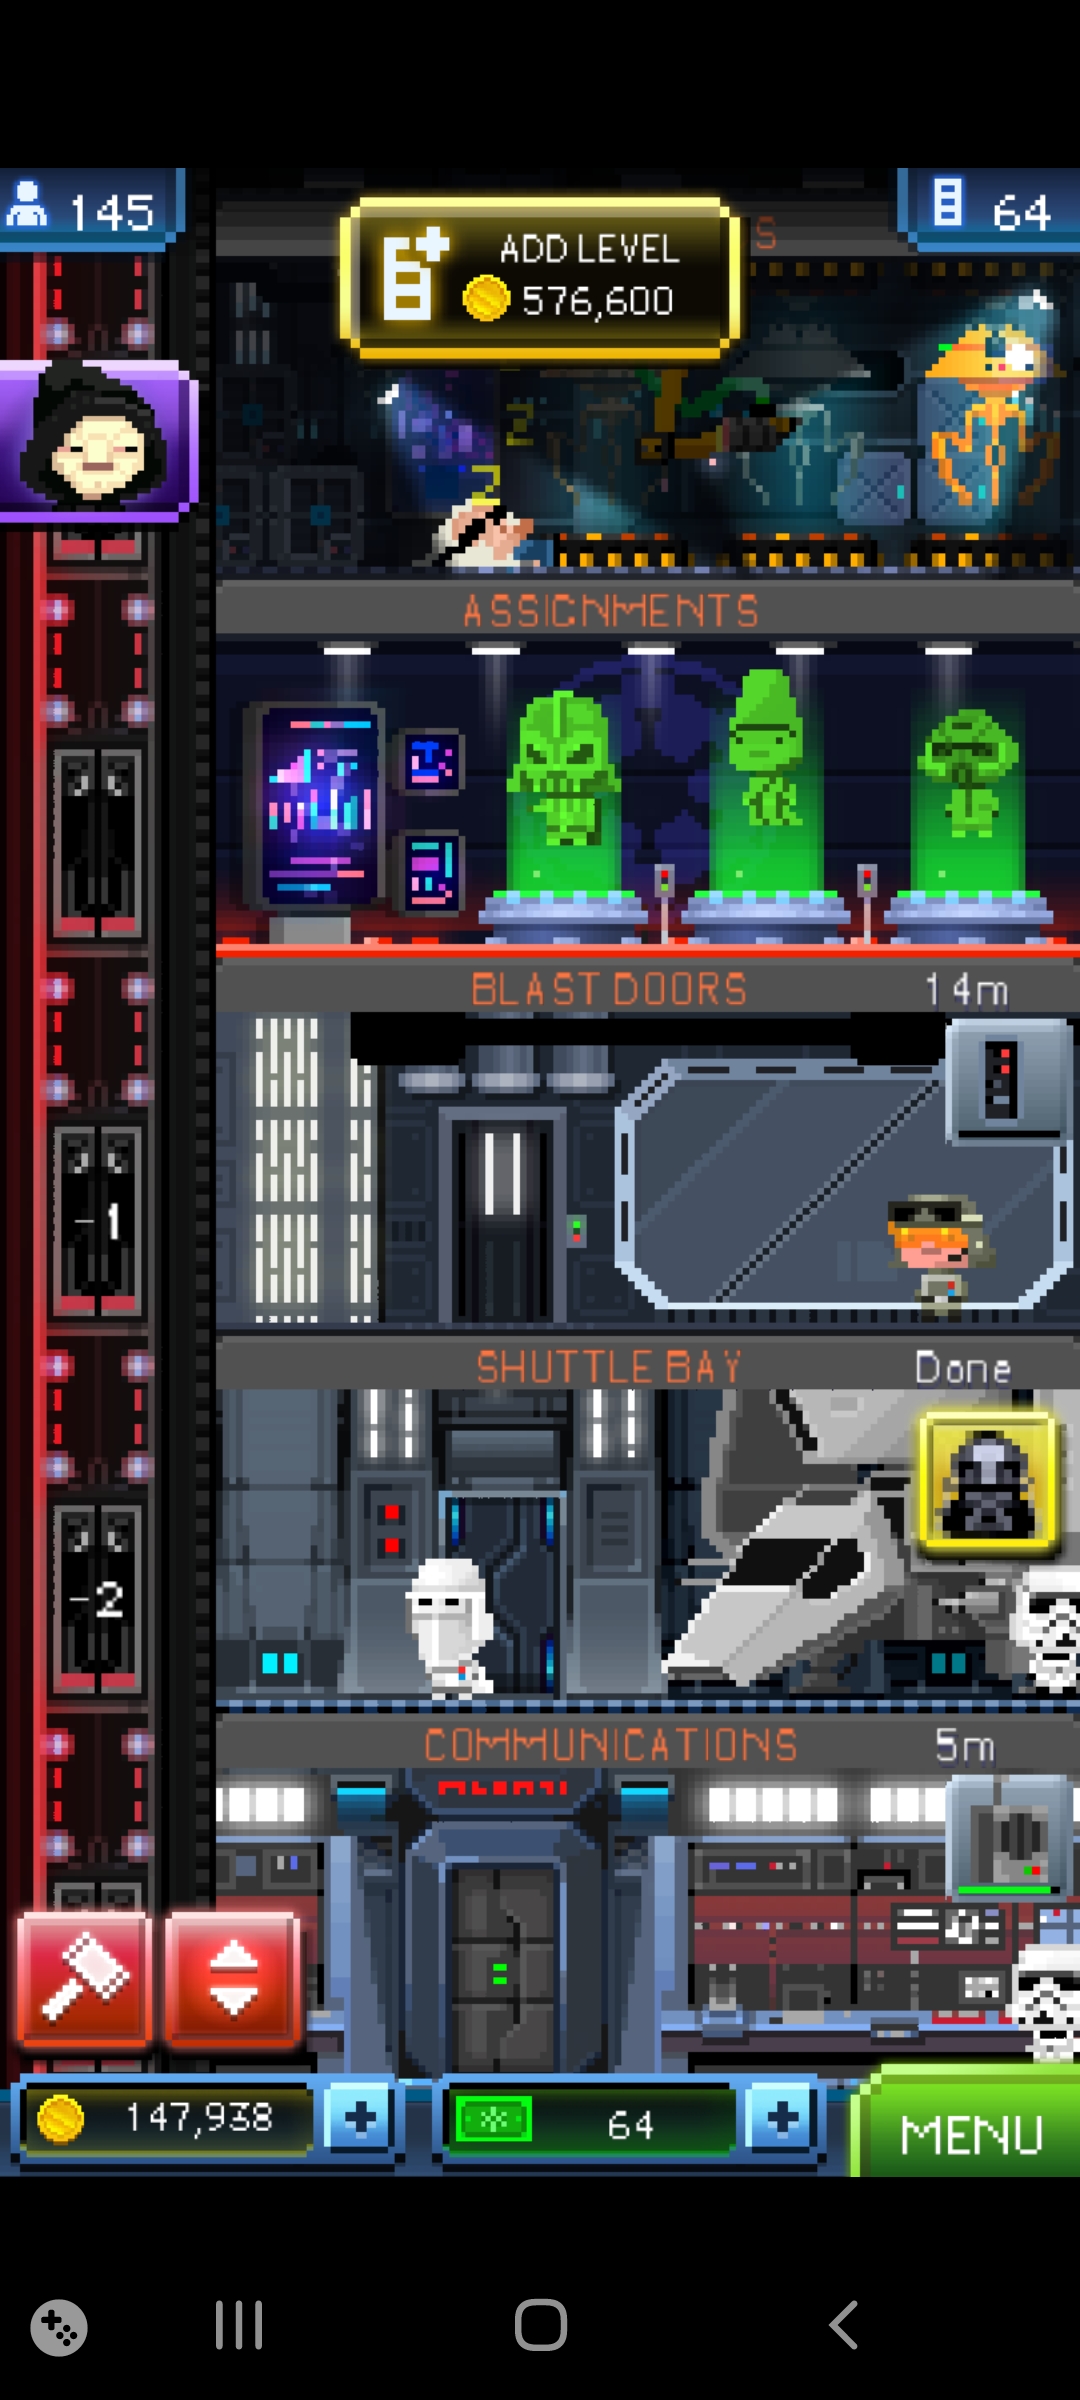 145
ADD LEVEL
576,600
64
S
ASSIGNMENTS
BLAST DOORS 14m
-1
SHUTTLE BAY Done
-2
COMMUNICATIONS 5m
147,938
64
MENU